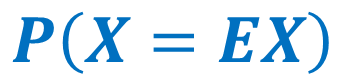 P(X = EX)